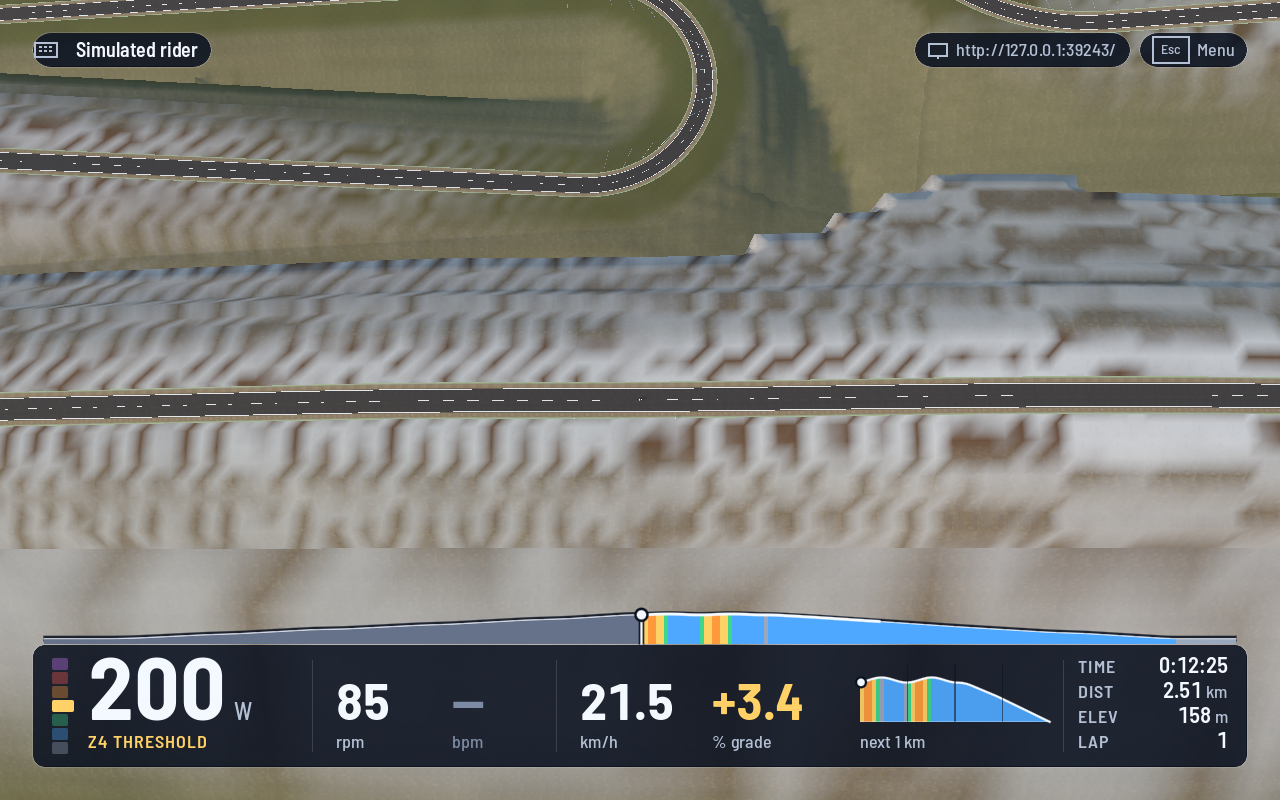 Simulated rider
http://127.0.0.1:39243/
Esc Menu
200 W
Z4 THRESHOLD
85
rpm
—
bpm
21.5
km/h
+3.4
% grade
next 1 km
TIME 0:12:25
DIST 2.51 km
ELEV 158 m
LAP 1